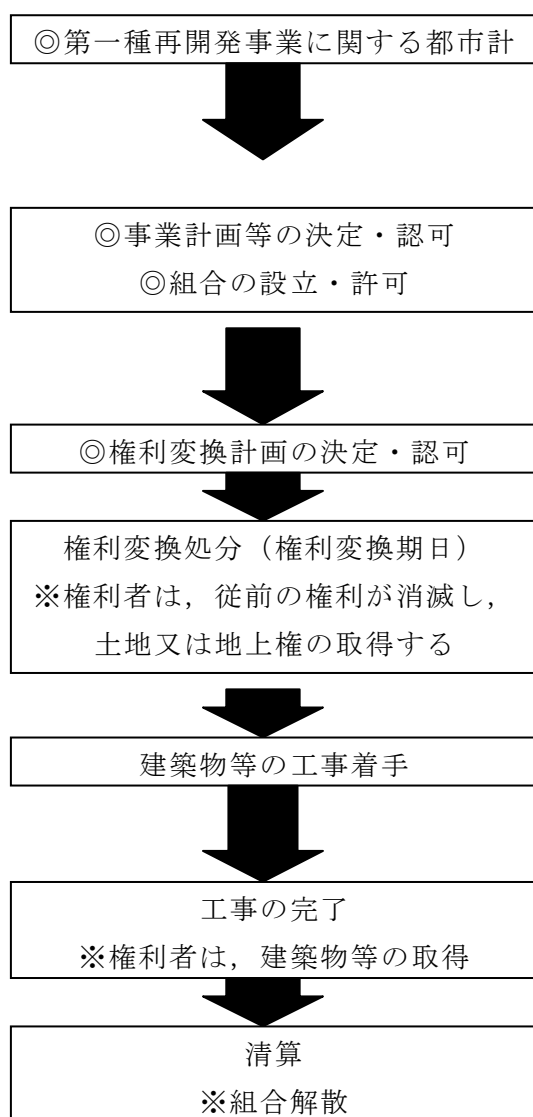 ◎第一種再開発事業に関する都市計
◎事業計画等の決定・認可
◎組合の設立・許可
◎権利変換計画の決定・認可
権利変換処分（権利変換期日）
※権利者は，従前の権利が消滅し，
土地又は地上権の取得する
建築物等の工事着手
工事の完了
※権利者は，建築物等の取得
清算
※組合解散